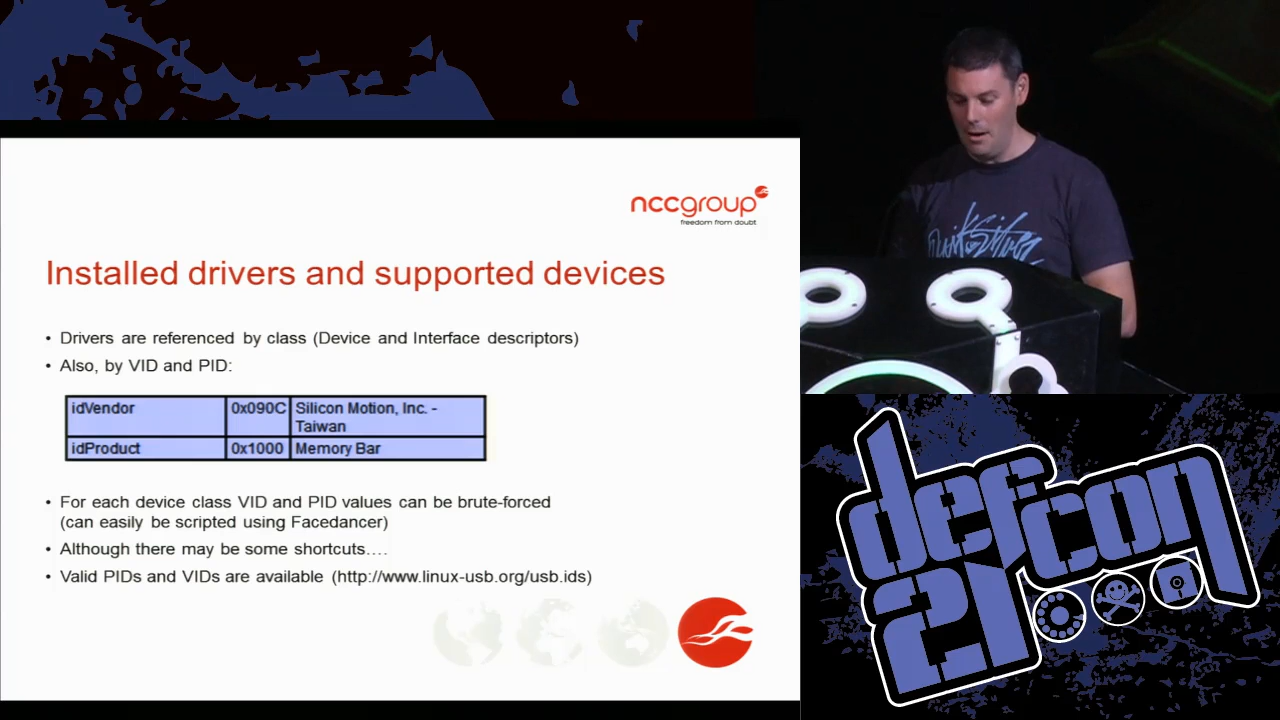 nccgroup
freedom from doubt
Installed drivers and supported devices
• Drivers are referenced by class (Device and Interface descriptors)
• Also, by VID and PID:
idVendor 0x090C Silicon Motion, Inc. -
Taiwan
idProduct 0x1000 Memory Bar
• For each device class VID and PID values can be brute-forced
(can easily be scripted using Facedancer)
• Although there may be some shortcuts....
• Valid PIDs and VIDs are available (http://www.linux-usb.org/usb.ids)
Quiksilver
defcon
21